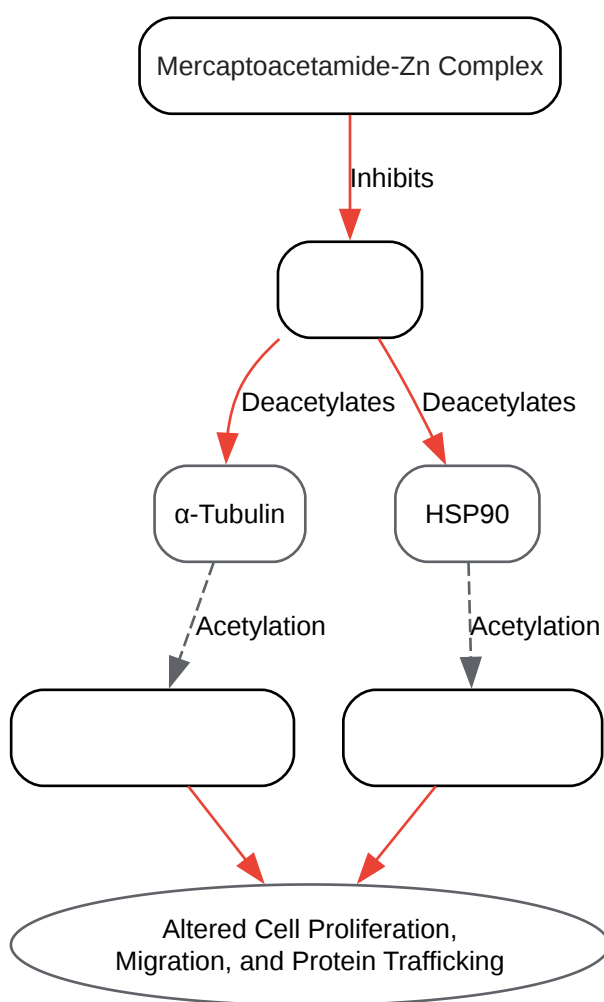 Mercaptoacetamide-Zn Complex
Inhibits
Deacetylates
Deacetylates
α-Tubulin
HSP90
Acetylation
Acetylation
Altered Cell Proliferation,
Migration, and Protein Trafficking